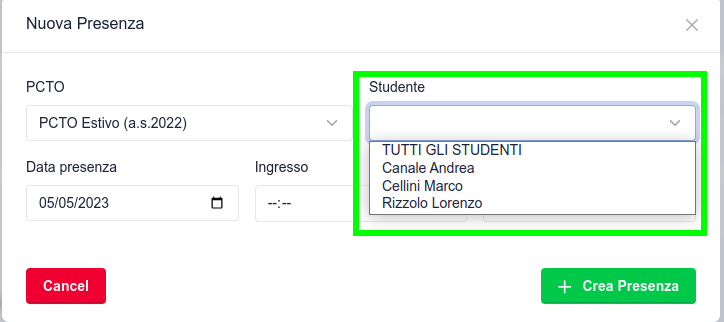 Nuova Presenza
PCTO
Studente
PCTO Estivo (a.s.2022)
TUTTI GLI STUDENTI
Canale Andrea
Cellini Marco
Rizzolo Lorenzo
Data presenza
Ingresso
05/05/2023
--:--
Cancel
Crea Presenza